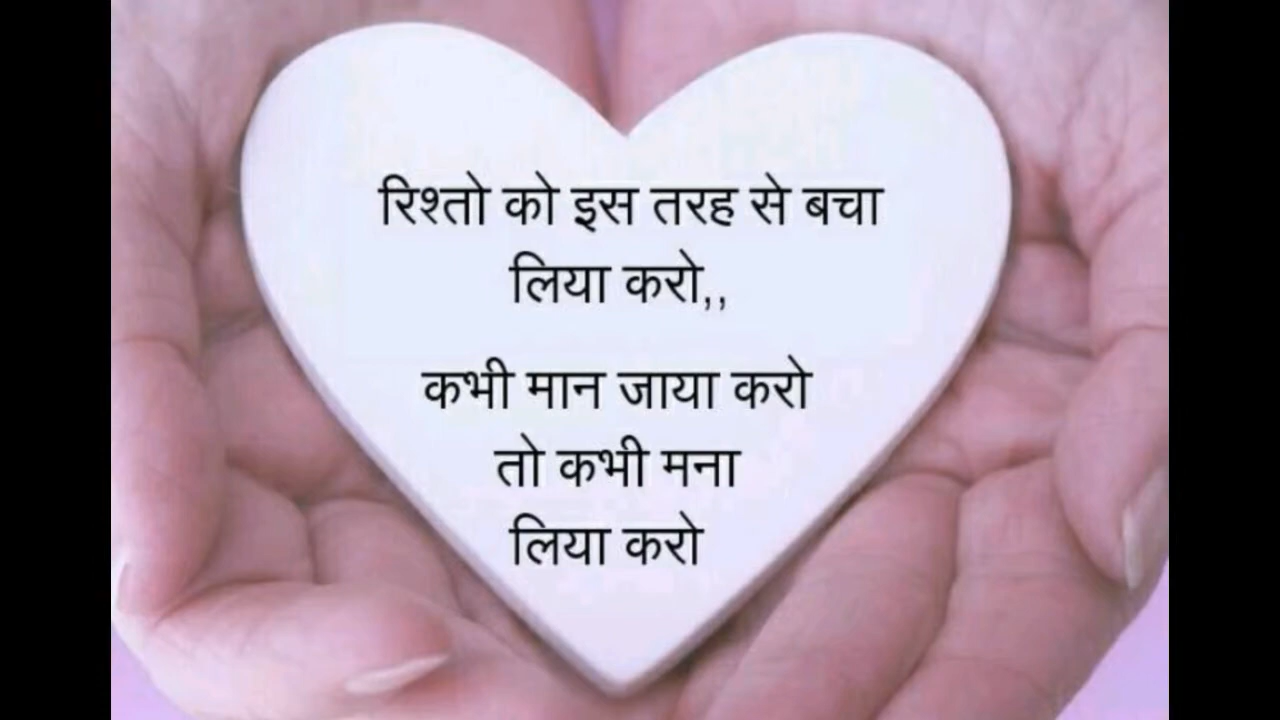 रिश्तो को इस तरह से बचा
लिया करो,,
कभी मान जाया करो
तो कभी मना
लिया करो